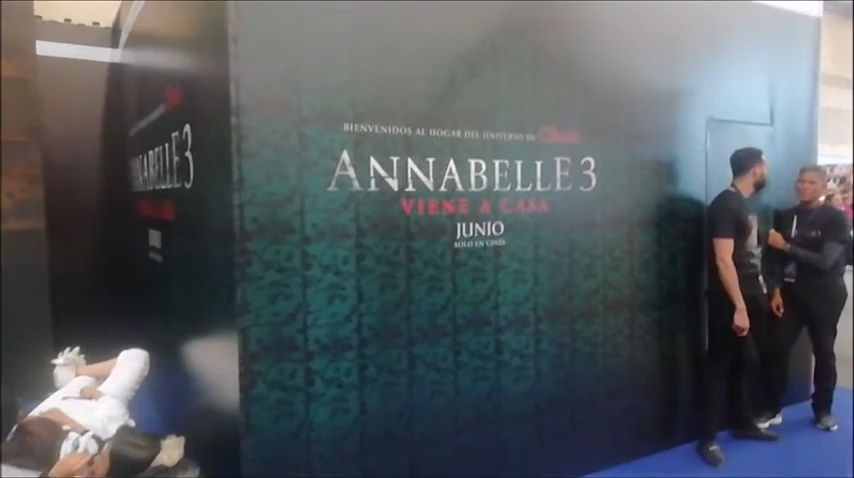 BIENVENIDOS AL HOGAR DEL UNIVERSO DE
ANNABELLE 3
VIENE A CASA
JUNIO
SOLO EN CINES
ANNABELLE 3